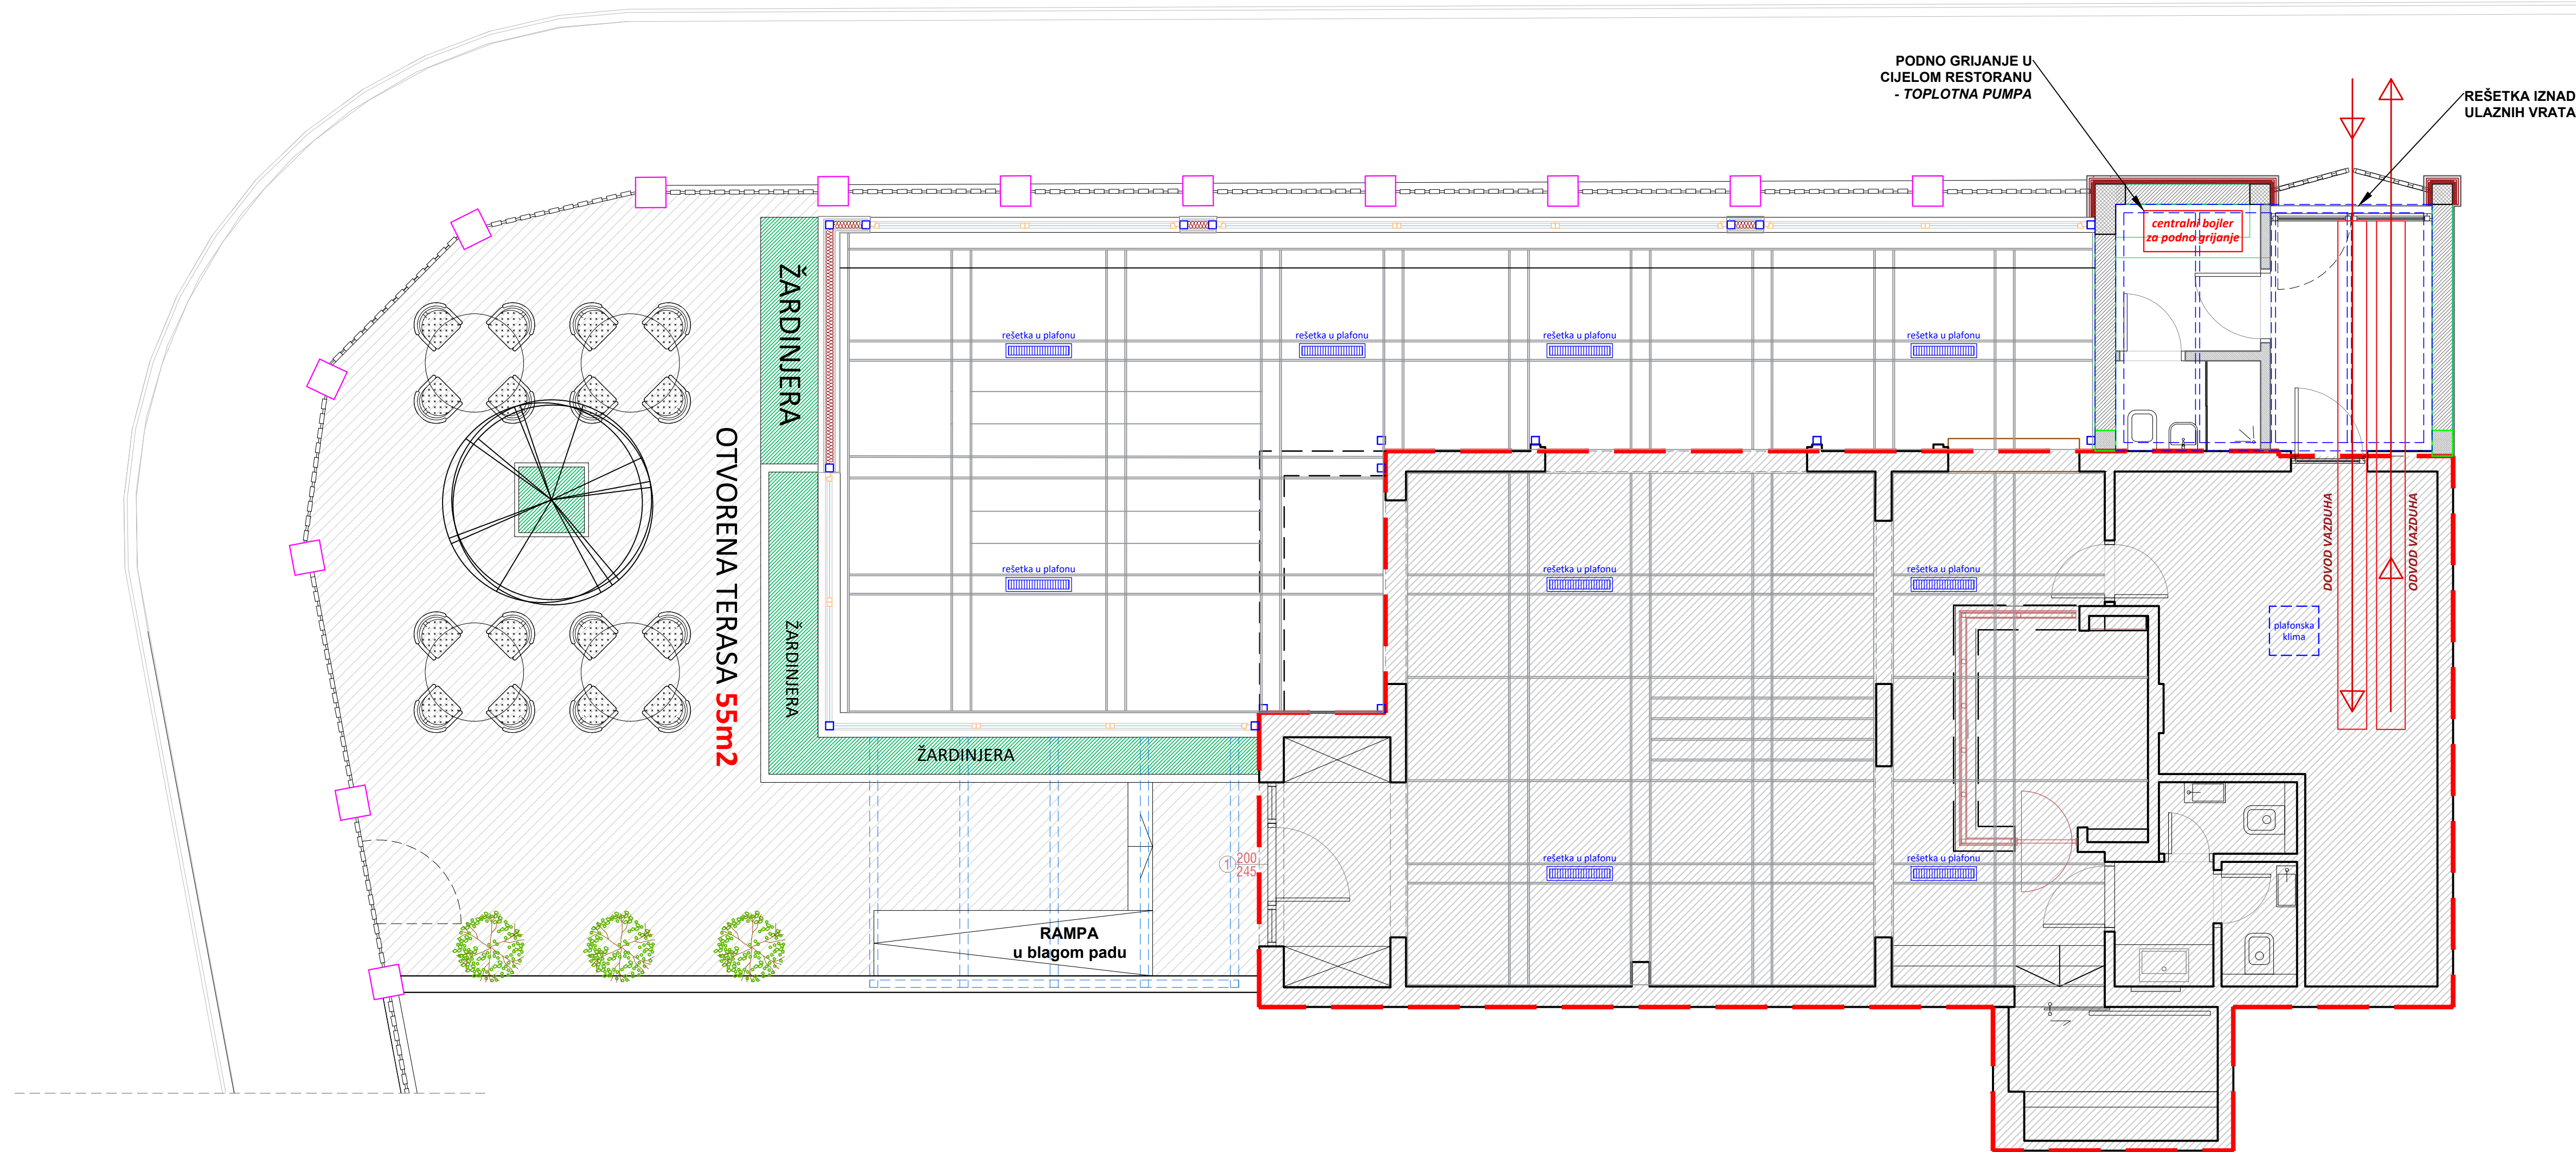 PODNO GRIJANJE U
CIJELOM RESTORANU
- TOPLOTNA PUMPA
REŠETKA IZNAD
ULAZNIH VRATA
centralni bojler
za podno grijanje
ŽARDINJERA
rešetka u plafonu
rešetka u plafonu
rešetka u plafonu
rešetka u plafonu
OTVORENA TERASA 55m2
DOVOD VAZDUHA
ODVOD VAZDUHA
rešetka u plafonu
rešetka u plafonu
rešetka u plafonu
ŽARDINJERA
plafonska
klima
ŽARDINJERA
1 200
245
rešetka u plafonu
rešetka u plafonu
RAMPA
u blagom padu